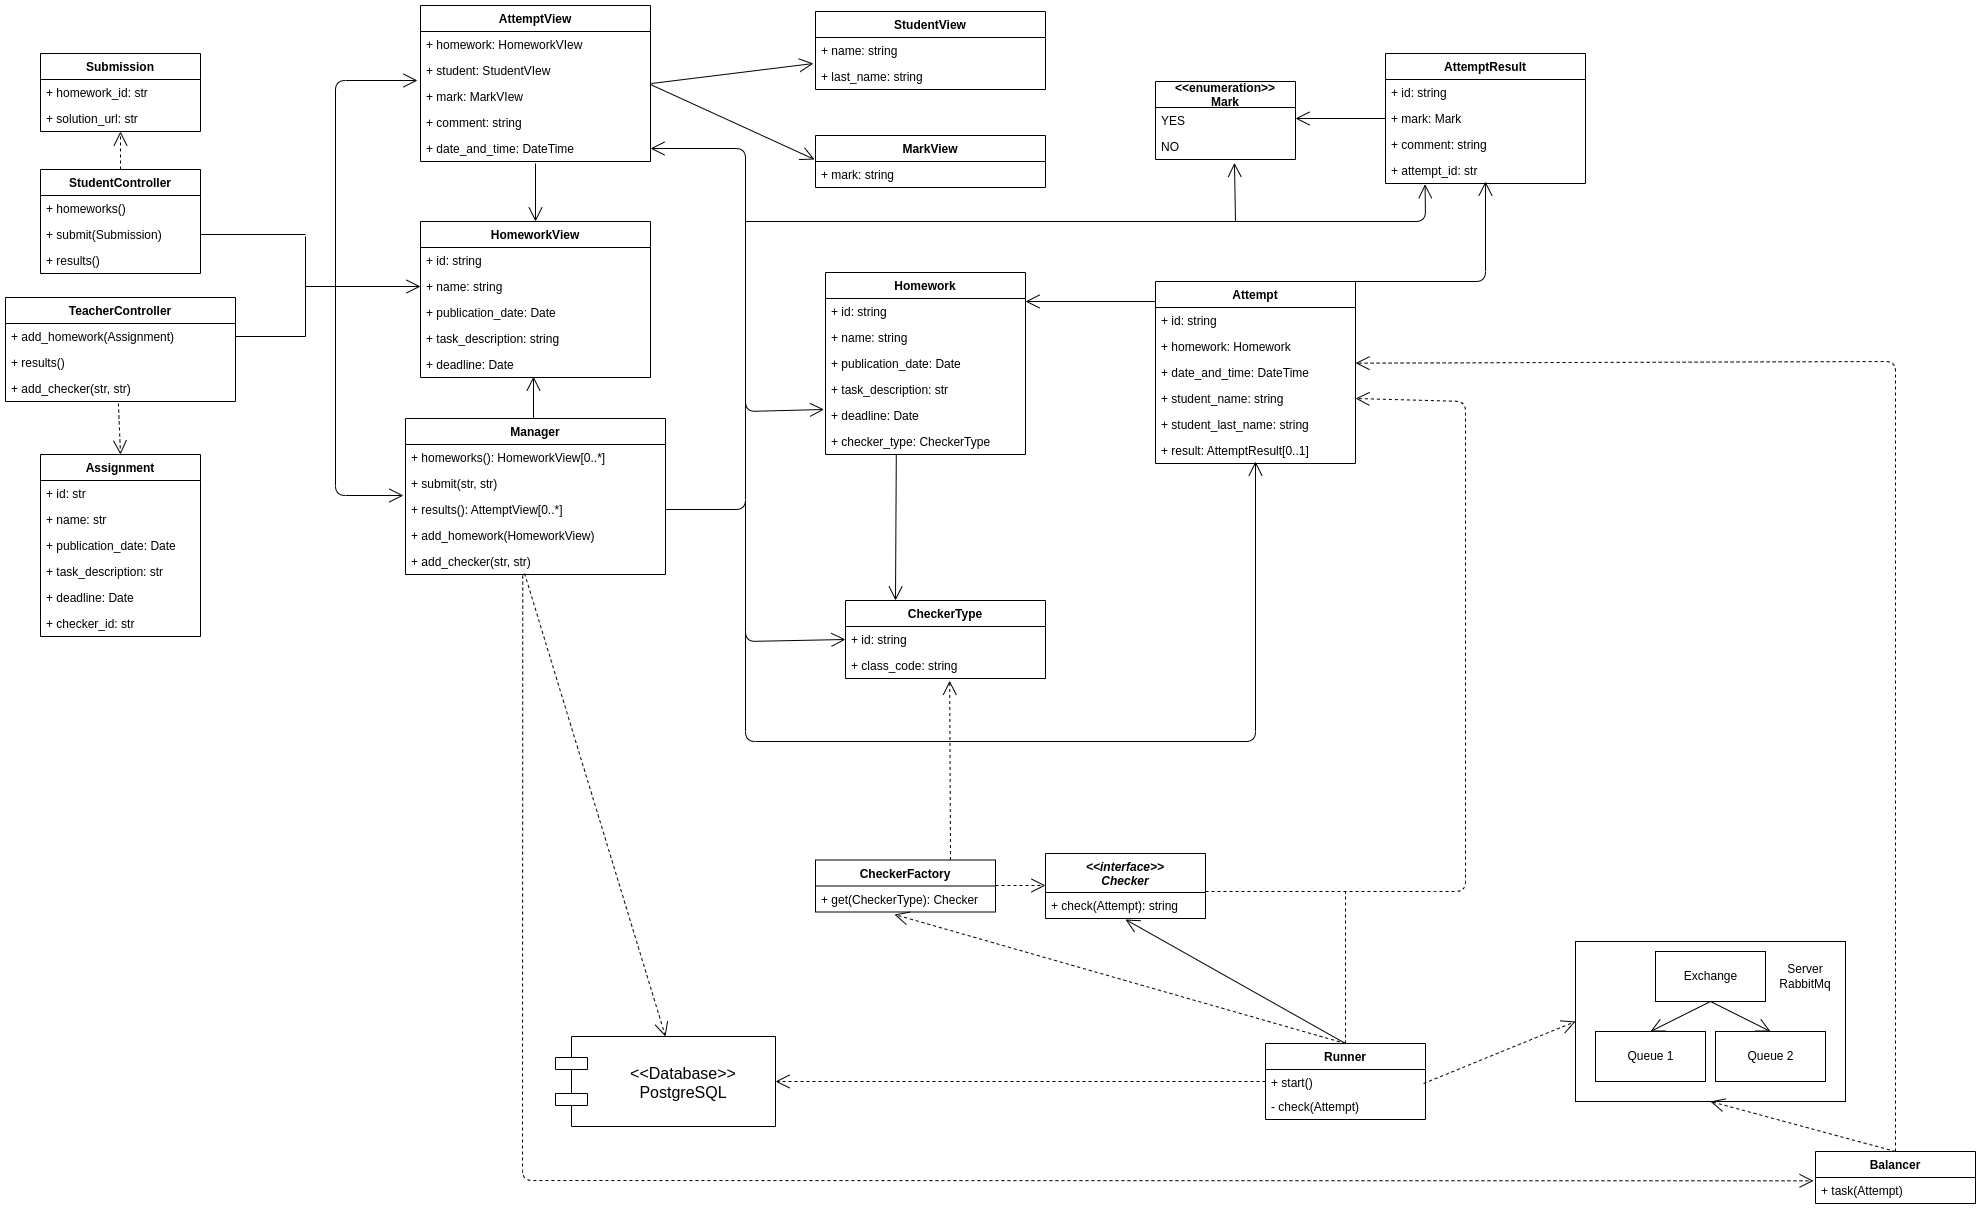 AttemptView
+ homework: HomeworkVIew
+ student: StudentVIew
+ mark: MarkVIew
+ comment: string
+ date_and_time: DateTime
StudentView
+ name: string
+ last_name: string
MarkView
+ mark: string
<<enumeration>>
Mark
YES
NO
AttemptResult
+ id: string
+ mark: Mark
+ comment: string
+ attempt_id: str
Submission
+ homework_id: str
+ solution_url: str
StudentController
+ homeworks()
+ submit(Submission)
+ results()
TeacherController
+ add_homework(Assignment)
+ results()
+ add_checker(str, str)
Assignment
+ id: str
+ name: str
+ publication_date: Date
+ task_description: str
+ deadline: Date
+ checker_id: str
HomeworkView
+ id: string
+ name: string
+ publication_date: Date
+ task_description: string
+ deadline: Date
Manager
+ homeworks(): HomeworkView[0..*]
+ submit(str, str)
+ results(): AttemptView[0..*]
+ add_homework(HomeworkView)
+ add_checker(str, str)
Homework
+ id: string
+ name: string
+ publication_date: Date
+ task_description: str
+ deadline: Date
+ checker_type: CheckerType
Attempt
+ id: string
+ homework: Homework
+ date_and_time: DateTime
+ student_name: string
+ student_last_name: string
+ result: AttemptResult[0..1]
CheckerType
+ id: string
+ class_code: string
CheckerFactory
+ get(CheckerType): Checker
<<interface>>
Checker
+ check(Attempt): string
Exchange
Server
RabbitMq
Queue 1
Queue 2
<<Database>>
PostgreSQL
Runner
+ start()
- check(Attempt)
Balancer
+ task(Attempt)